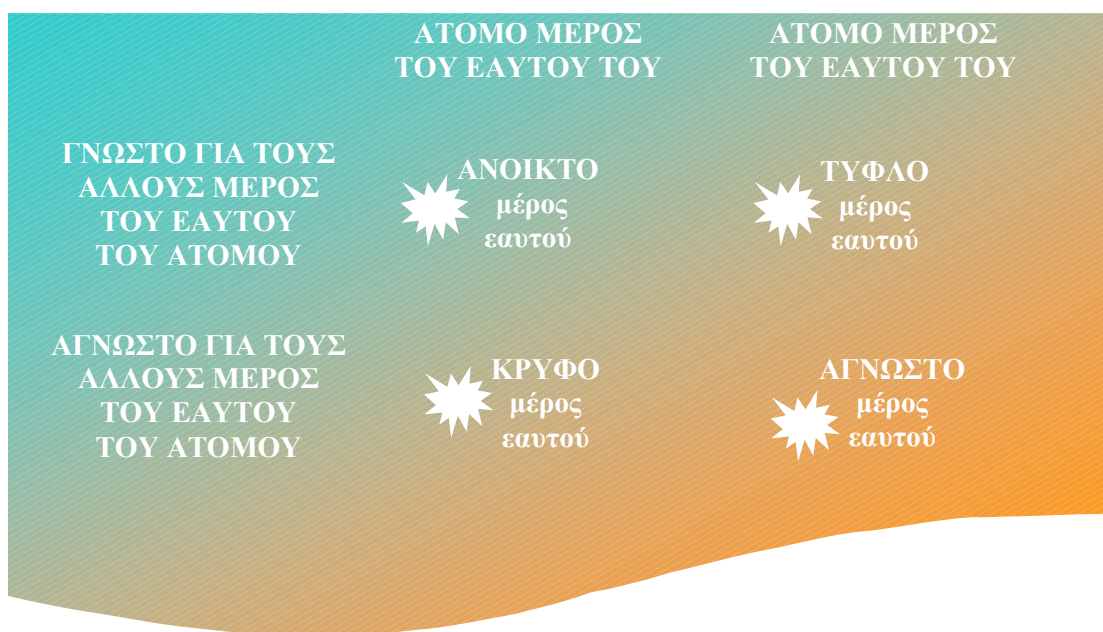 ΑΤΟΜΟ ΜΕΡΟΣ
ΤΟΥ ΕΑΥΤΟΥ ΤΟΥ
ΑΤΟΜΟ ΜΕΡΟΣ
ΤΟΥ ΕΑΥΤΟΥ ΤΟΥ
ΓΝΩΣΤΟ ΓΙΑ ΤΟΥΣ
ΑΛΛΟΥΣ ΜΕΡΟΣ
ΤΟΥ ΕΑΥΤΟΥ
ΤΟΥ ΑΤΟΜΟΥ
ΑΝΟΙΚΤΟ
μέρος
εαυτού
ΤΥΦΛΟ
μέρος
εαυτού
ΑΓΝΩΣΤΟ ΓΙΑ ΤΟΥΣ
ΑΛΛΟΥΣ ΜΕΡΟΣ
ΤΟΥ ΕΑΥΤΟΥ
ΤΟΥ ΑΤΟΜΟΥ
ΚΡΥΦΟ
μέρος
εαυτού
ΑΓΝΩΣΤΟ
μέρος
εαυτού